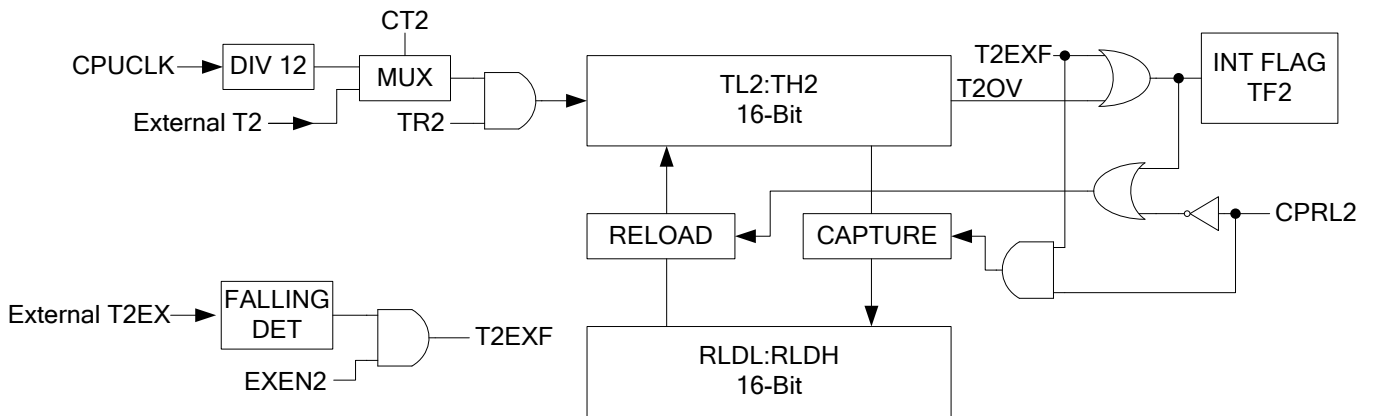 CT2
CPUCLK
DIV 12
MUX
External T2
TR2
TL2:TH2
16-Bit
T2EXF
T2OV
INT FLAG
TF2
RELOAD
CAPTURE
CPRL2
External T2EX
FALLING
DET
EXEN2
T2EXF
RLDL:RLDH
16-Bit